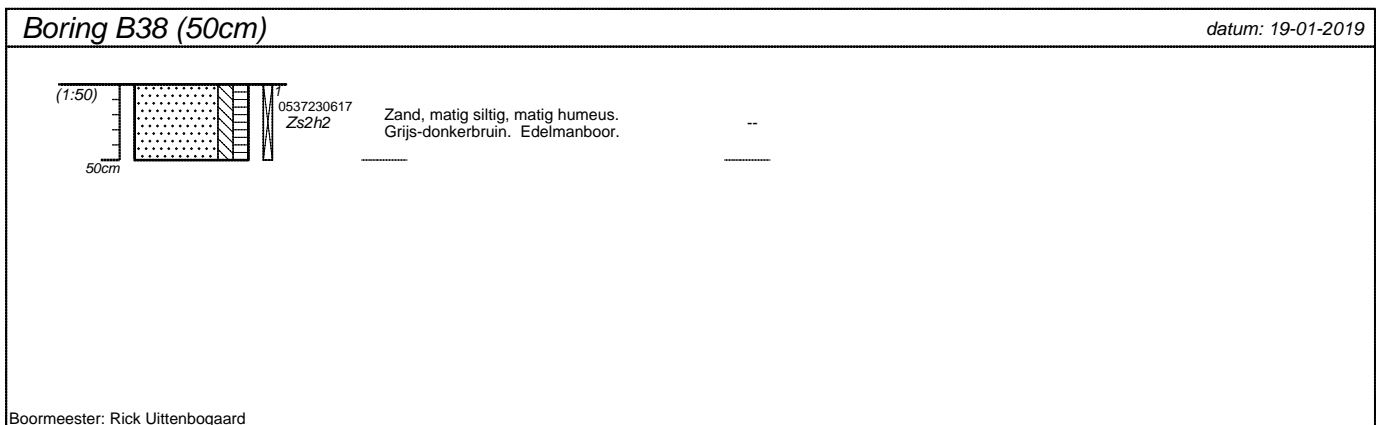 Boring B38 (50cm)
datum: 19-01-2019
(1:50)
1
0537230617
Zs2h2
Zand, matig siltig, matig humeus.
Grijs-donkerbruin. Edelmanboor.
--
50cm
Boormeester: Rick Uittenbogaard